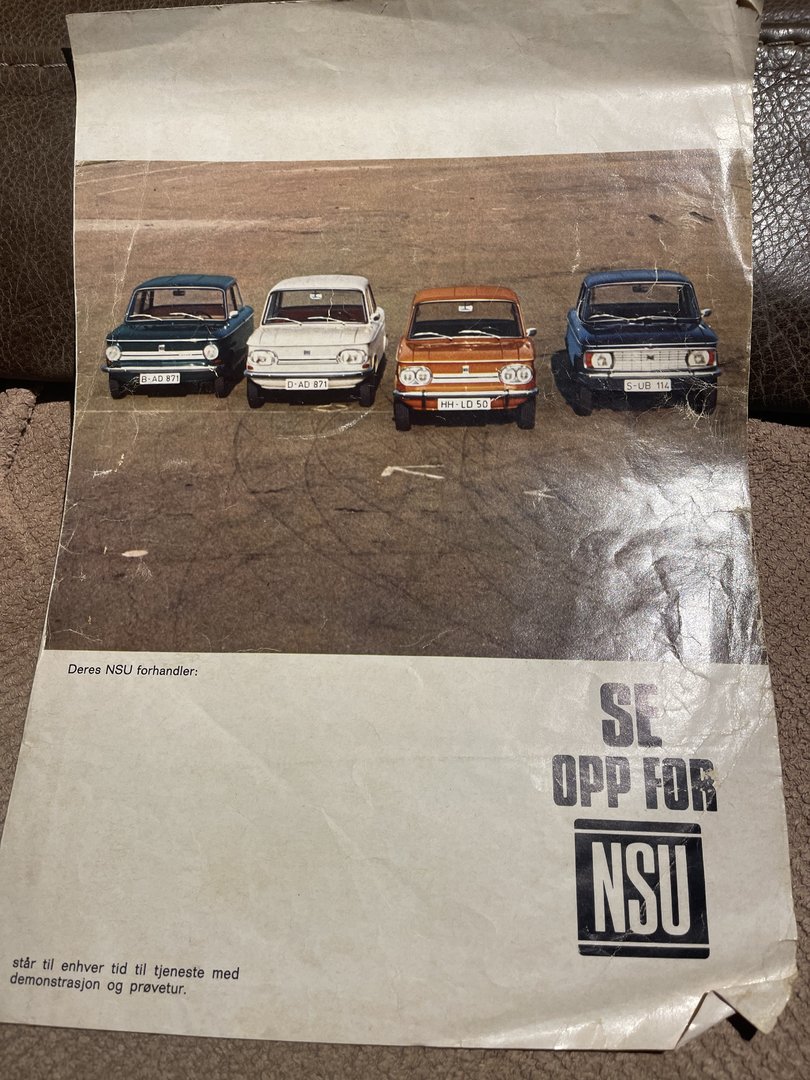 B-AD 871
D-AD 871
HH-LD 50
S-UB 114
Deres NSU forhandler:
SE
OPP FOR
NSU
står til enhver tid til tjeneste med
demonstrasjon og prøvetur.